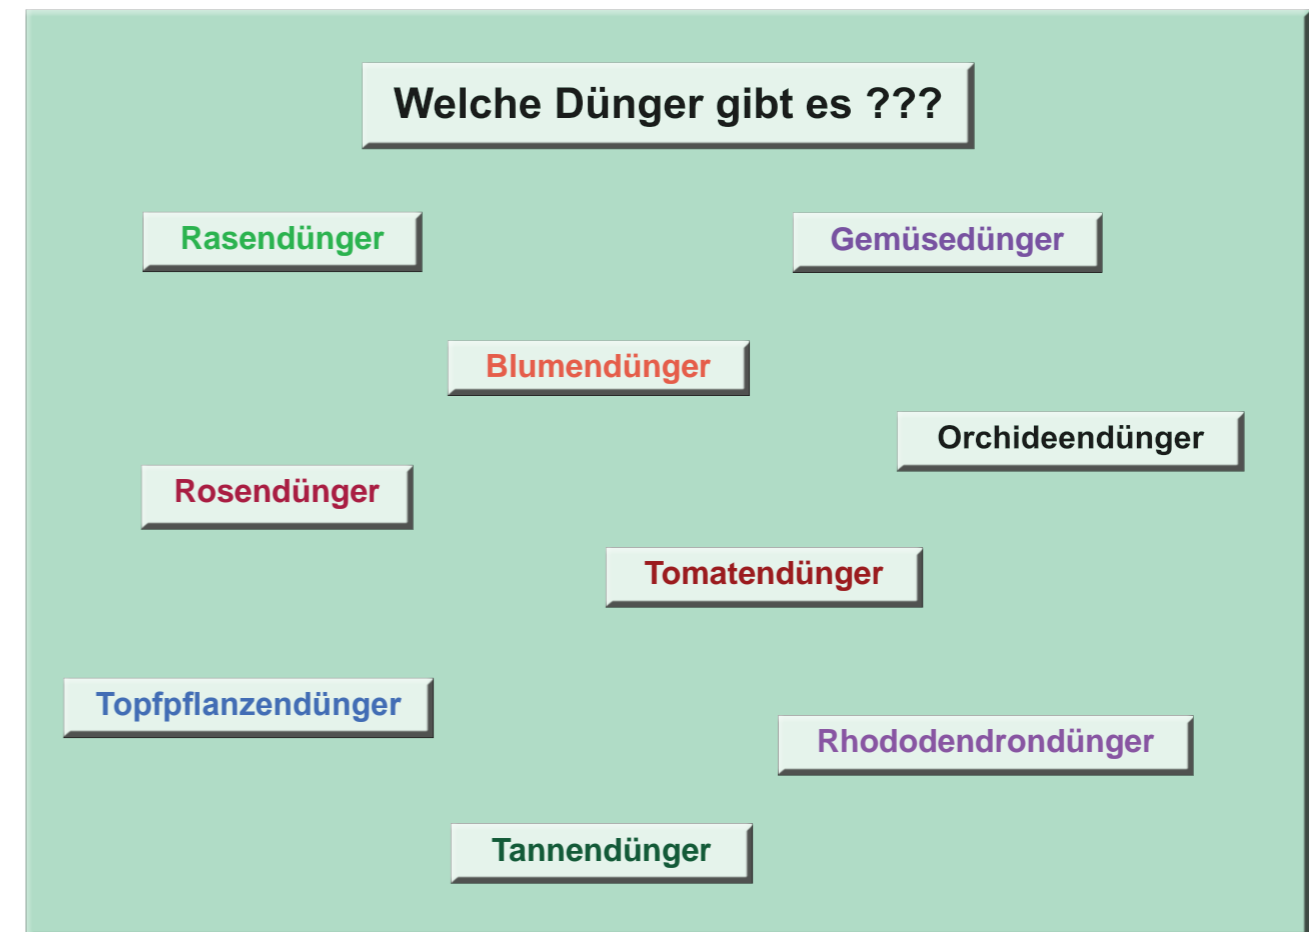 Welche Dünger gibt es ???
Rasendünger
Gemüsedünger
Blumendünger
Orchideendünger
Rosendünger
Tomatendünger
Topfpflanzendünger
Rhododendrondünger
Tannendünger